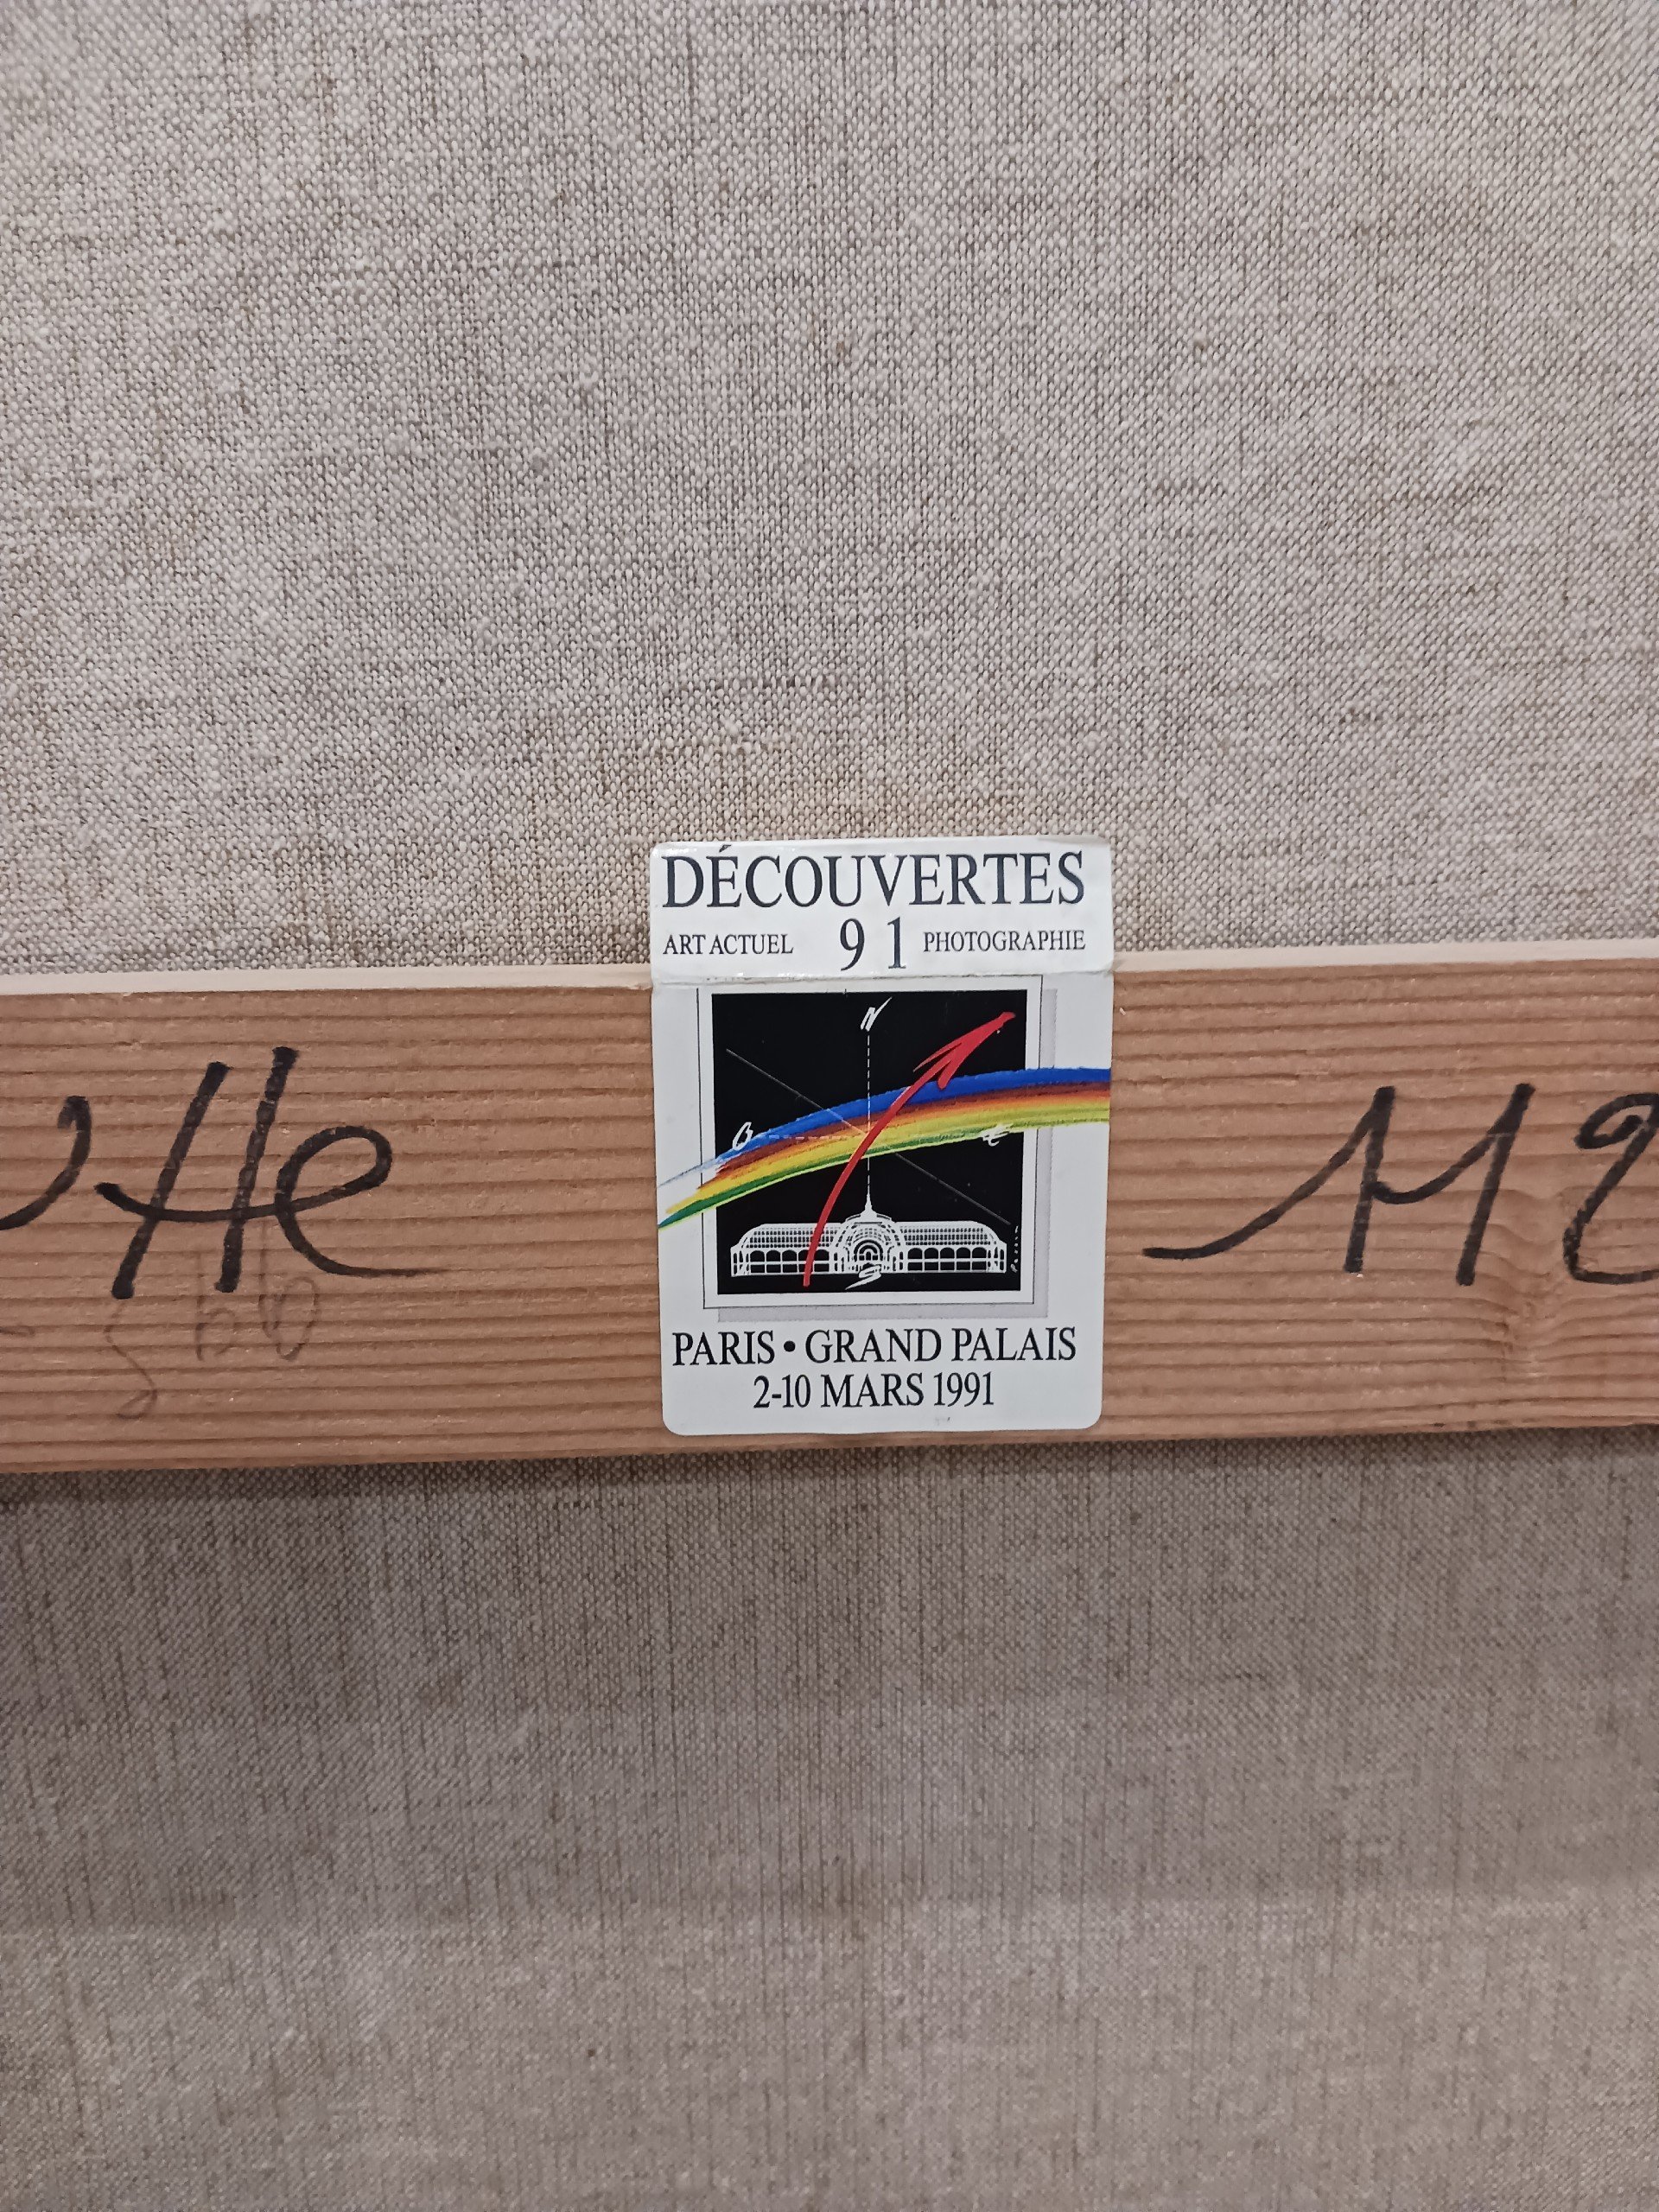 DÉCOUVERTES
ART ACTUEL 91 PHOTOGRAPHIE
N
O E
S
PARIS • GRAND PALAIS
2-10 MARS 1991